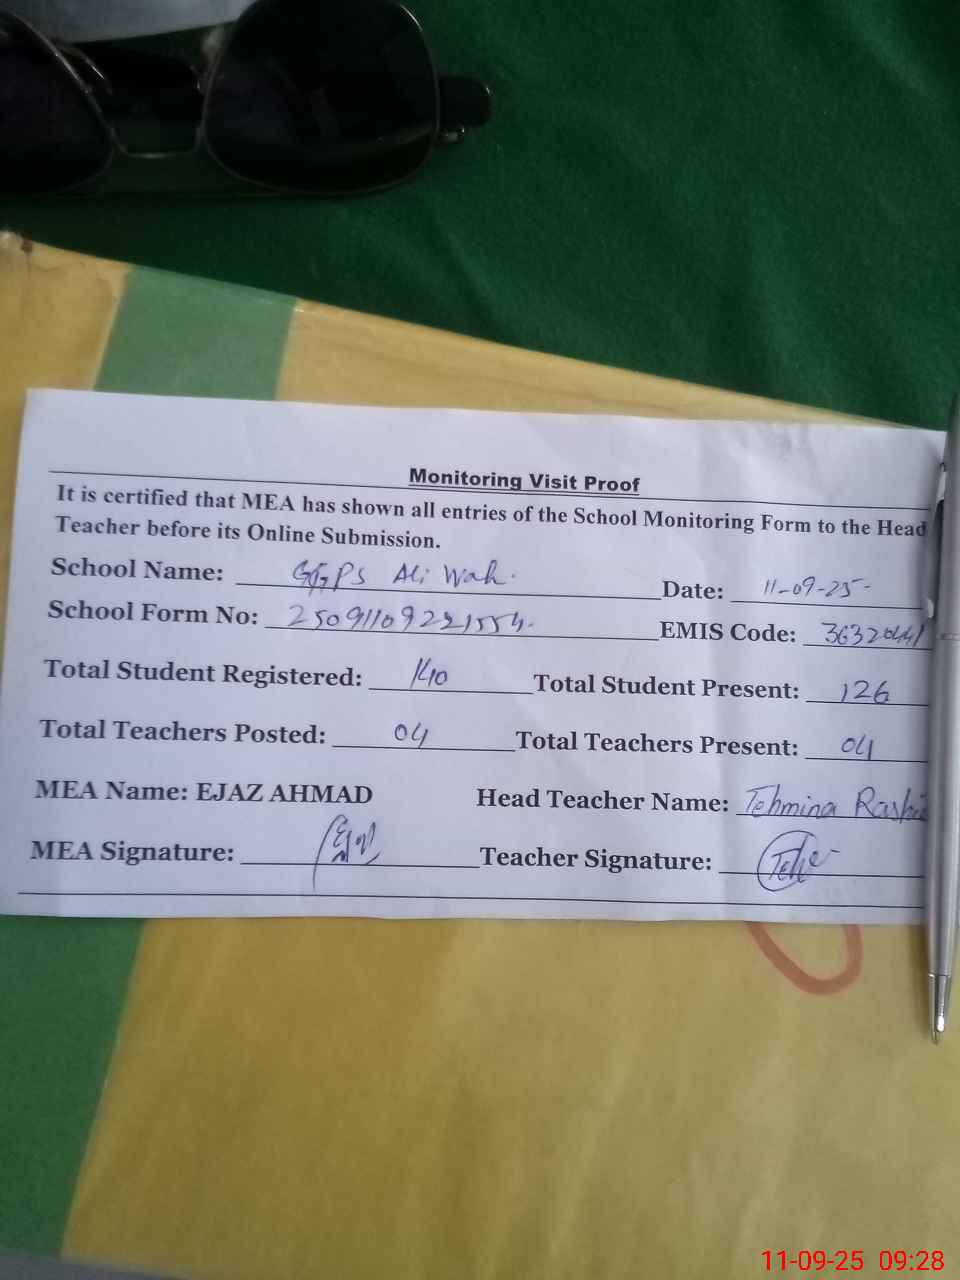 Monitoring Visit Proof
It is certified that MEA has shown all entries of the School Monitoring Form to the Head
Teacher before its Online Submission.
School Name: GGPS Ali Wah. Date: 11-09-25-
School Form No: EMIS Code: 36320441
Total Student Registered: 140 Total Student Present: 126
Total Teachers Posted: 04 Total Teachers Present: 04
MEA Name: EJAZ AHMAD Head Teacher Name: Tehmina
MEA Signature: Teacher Signature:
11-09-25 09:28